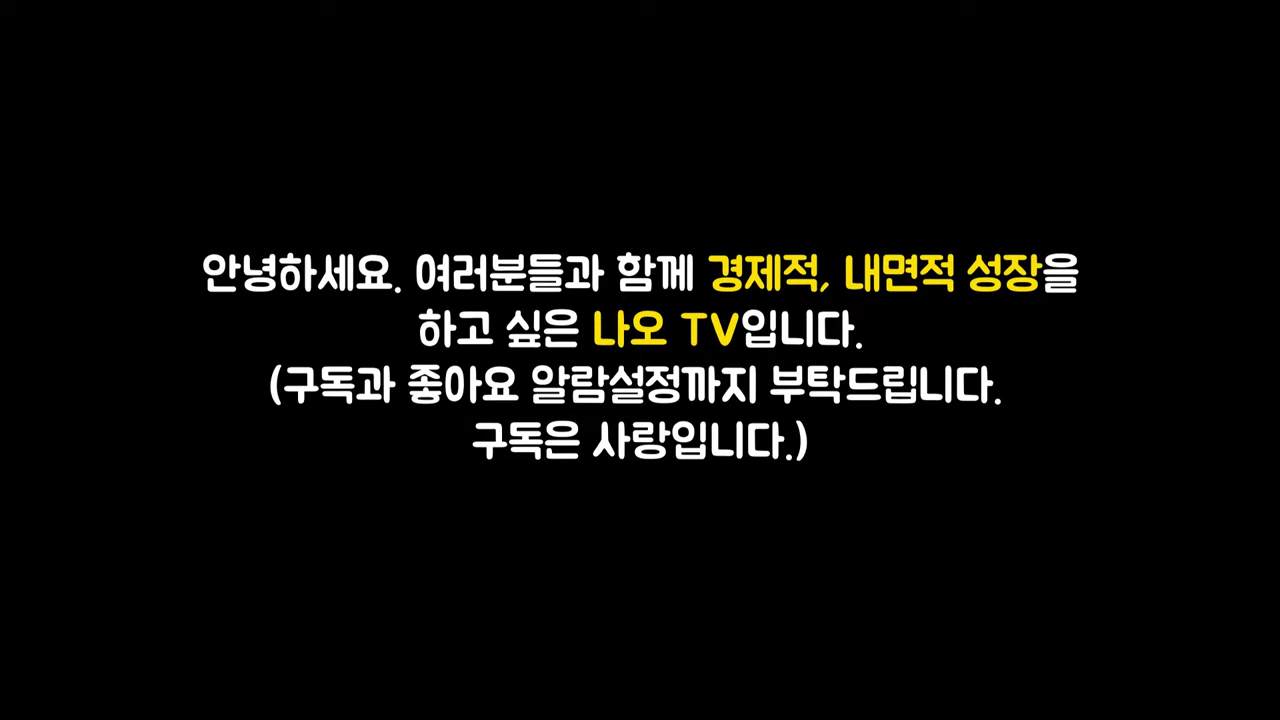 안녕하세요. 여러분들과 함께 경제적, 내면적 성장을
하고 싶은 나오 TV입니다.
(구독과 좋아요 알람설정까지 부탁드립니다.
구독은 사랑입니다.)